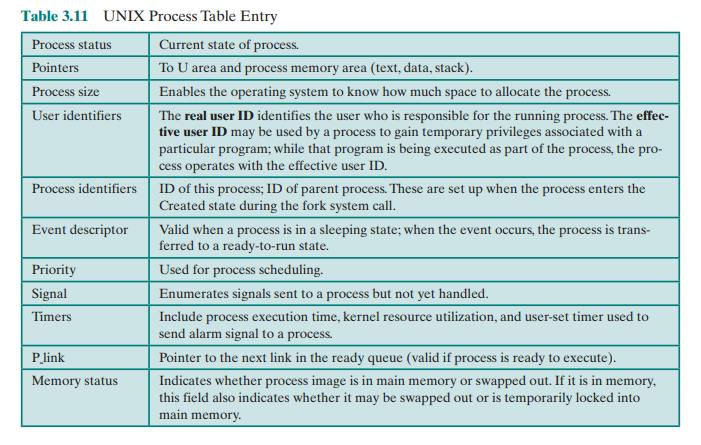 Table 3.11 UNIX Process Table Entry
Process status Current state of process.
Pointers To U area and process memory area (text, data, stack).
Process size Enables the operating system to know how much space to allocate the process.
User identifiers The real user ID identifies the user who is responsible for the running process. The effec-
tive user ID may be used by a process to gain temporary privileges associated with a
particular program; while that program is being executed as part of the process, the pro-
cess operates with the effective user ID.
Process identifiers ID of this process; ID of parent process. These are set up when the process enters the
Created state during the fork system call.
Event descriptor Valid when a process is in a sleeping state; when the event occurs, the process is trans-
ferred to a ready-to-run state.
Priority Used for process scheduling.
Signal Enumerates signals sent to a process but not yet handled.
Timers Include process execution time, kernel resource utilization, and user-set timer used to
send alarm signal to a process.
P_link Pointer to the next link in the ready queue (valid if process is ready to execute).
Memory status Indicates whether process image is in main memory or swapped out. If it is in memory,
this field also indicates whether it may be swapped out or is temporarily locked into
main memory.